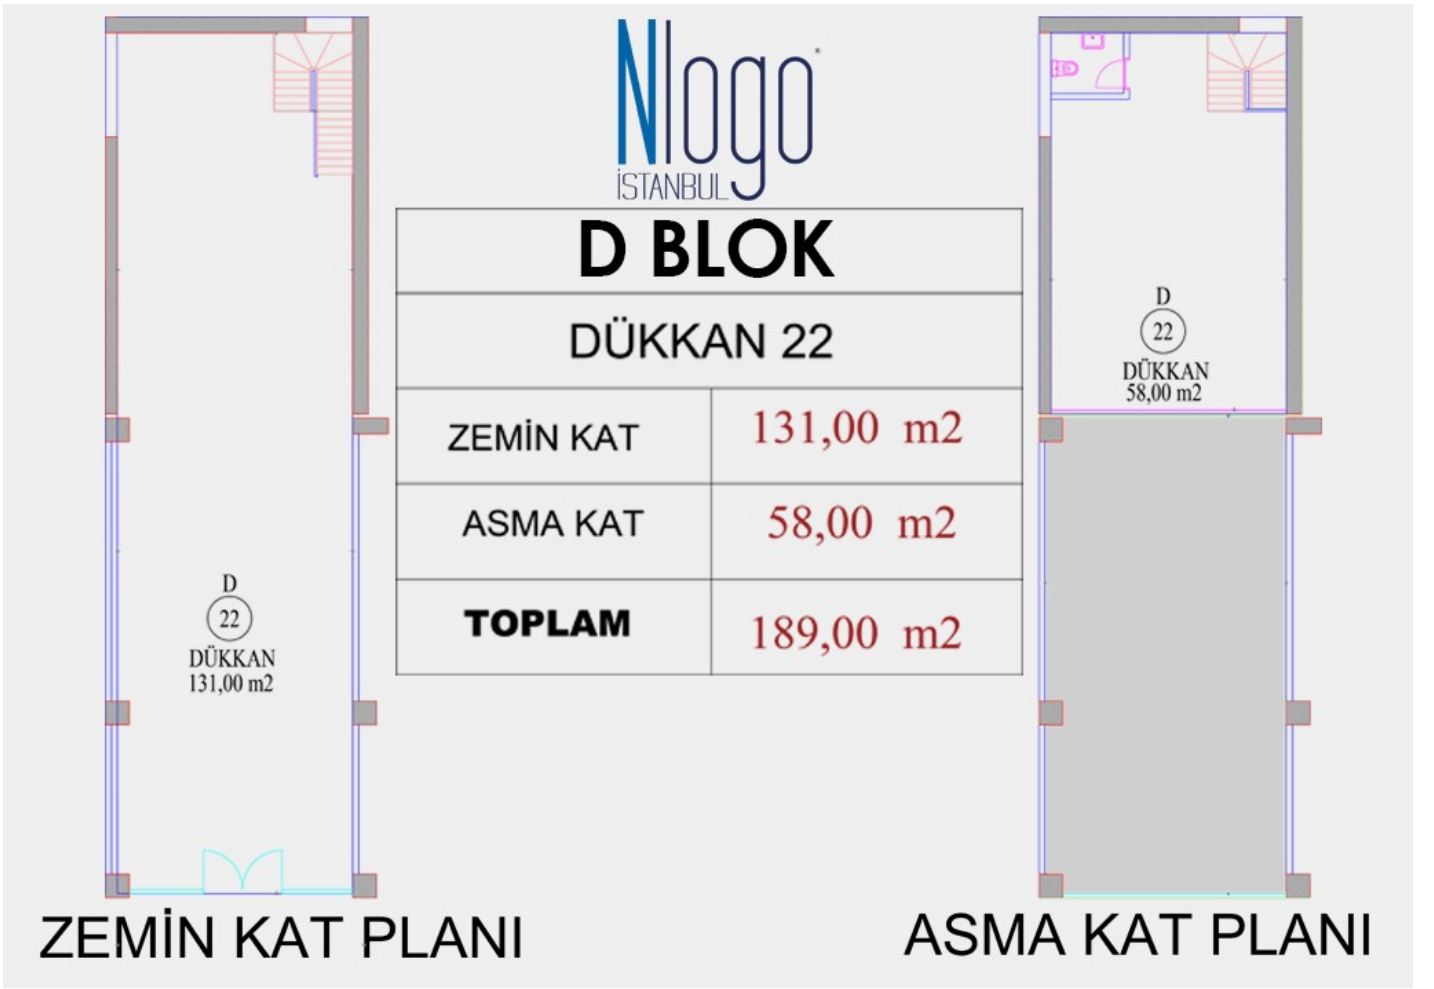 Nlogo
İSTANBUL
D BLOK
DÜKKAN 22
ZEMİN KAT 131,00 m2
ASMA KAT 58,00 m2
TOPLAM 189,00 m2
D
22
DÜKKAN
131,00 m2
ZEMİN KAT PLANI
D
22
DÜKKAN
58,00 m2
ASMA KAT PLANI